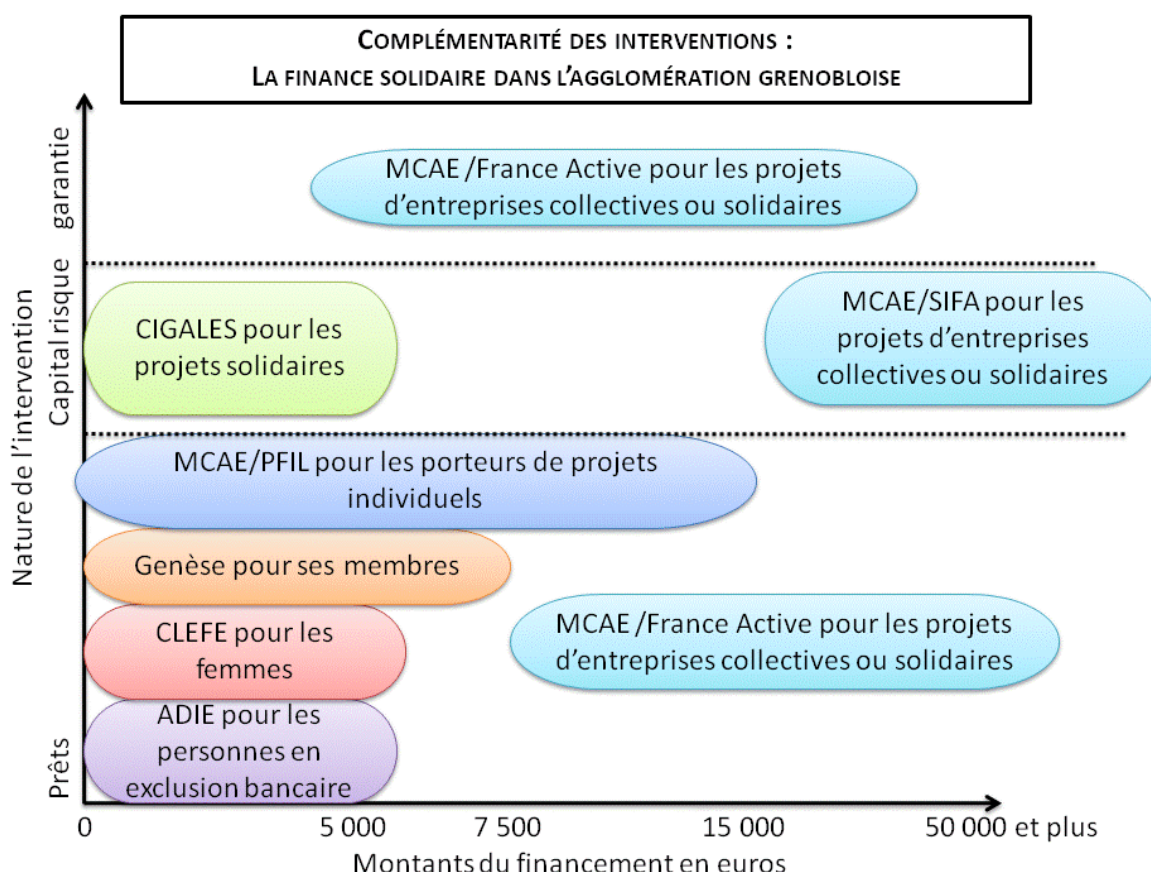 COMPLÉMENTARITÉ DES INTERVENTIONS :
LA FINANCE SOLIDAIRE DANS L'AGGLOMÉRATION GRENOBLOISE
Nature de l'intervention
garantie
MCAE /France Active pour les projets
d'entreprises collectives ou solidaires
Capital risque
CIGALES pour les
projets solidaires
MCAE/SIFA pour les
projets d'entreprises
collectives ou solidaires
Prêts
MCAE/PFIL pour les porteurs de projets
individuels
Genèse pour ses membres
CLEFE pour les
femmes
MCAE /France Active pour les projets
d'entreprises collectives ou solidaires
ADIE pour les
personnes en
exclusion bancaire
0 5 000 7 500 15 000 50 000 et plus
Montants du financement en euros